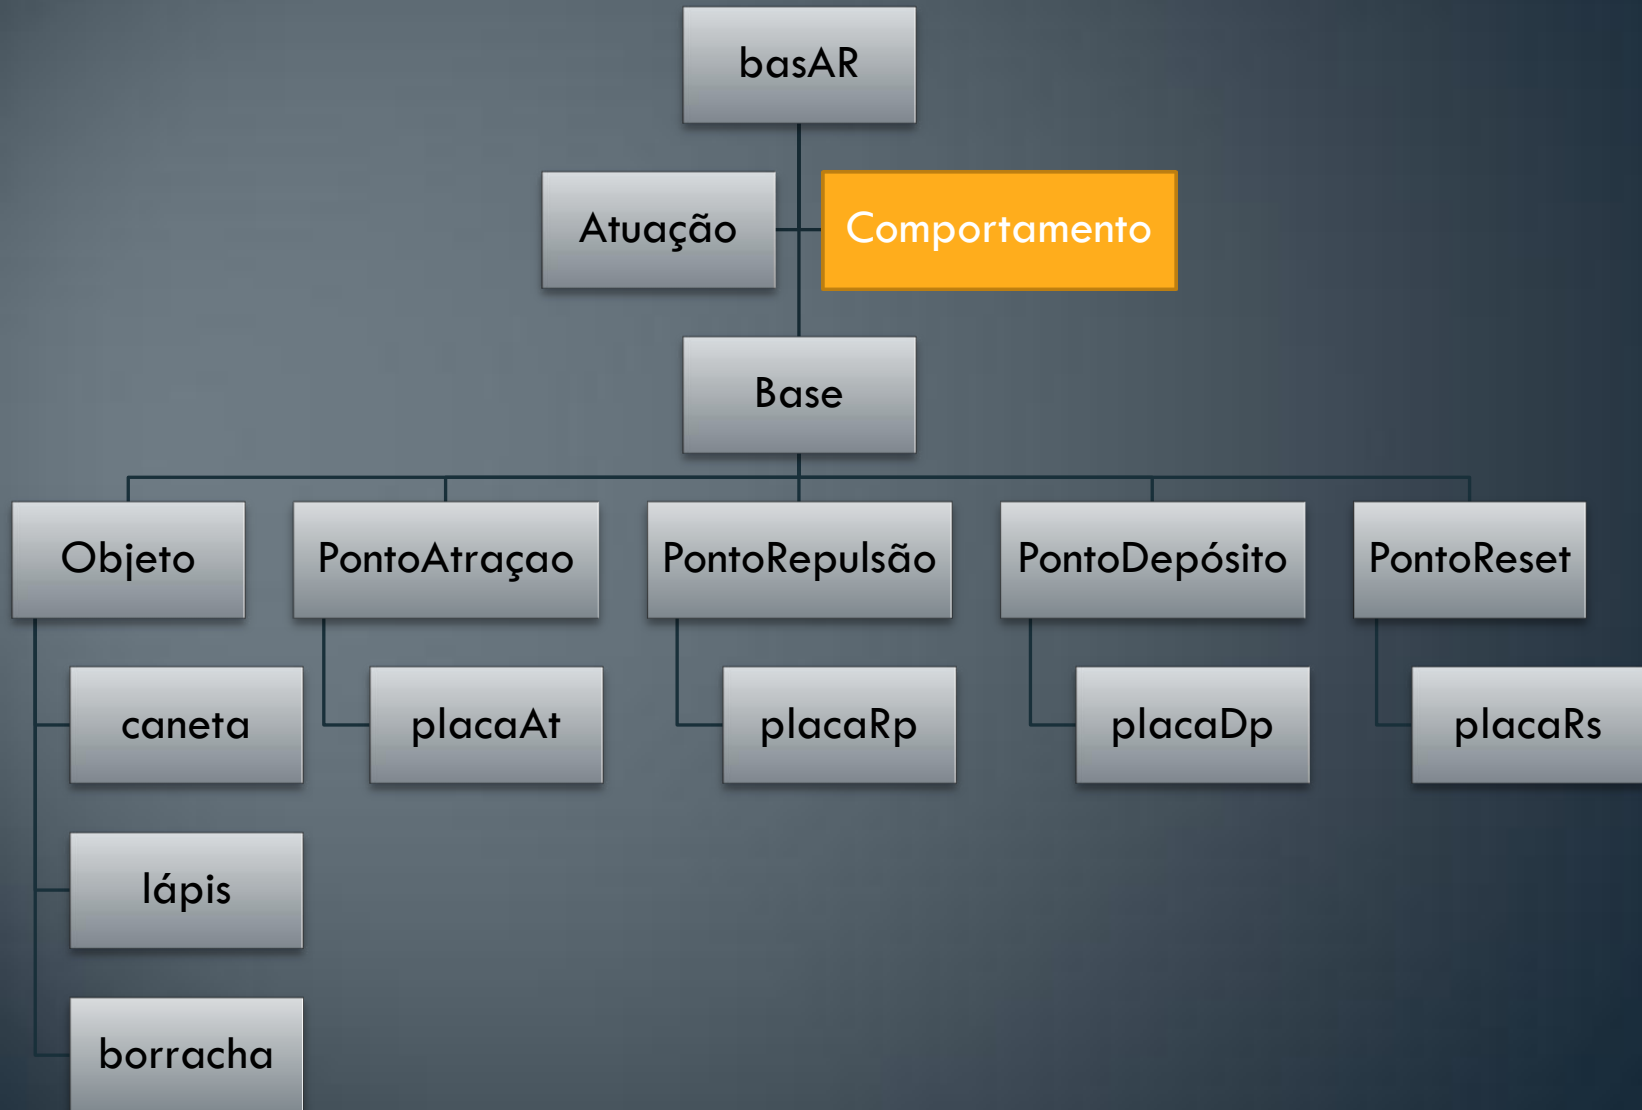 basAR
Atuação
Comportamento
Base
Objeto
PontoAtraçao
PontoRepulsão
PontoDepósito
PontoReset
caneta
placaAt
placaRp
placaDp
placaRs
lápis
borracha